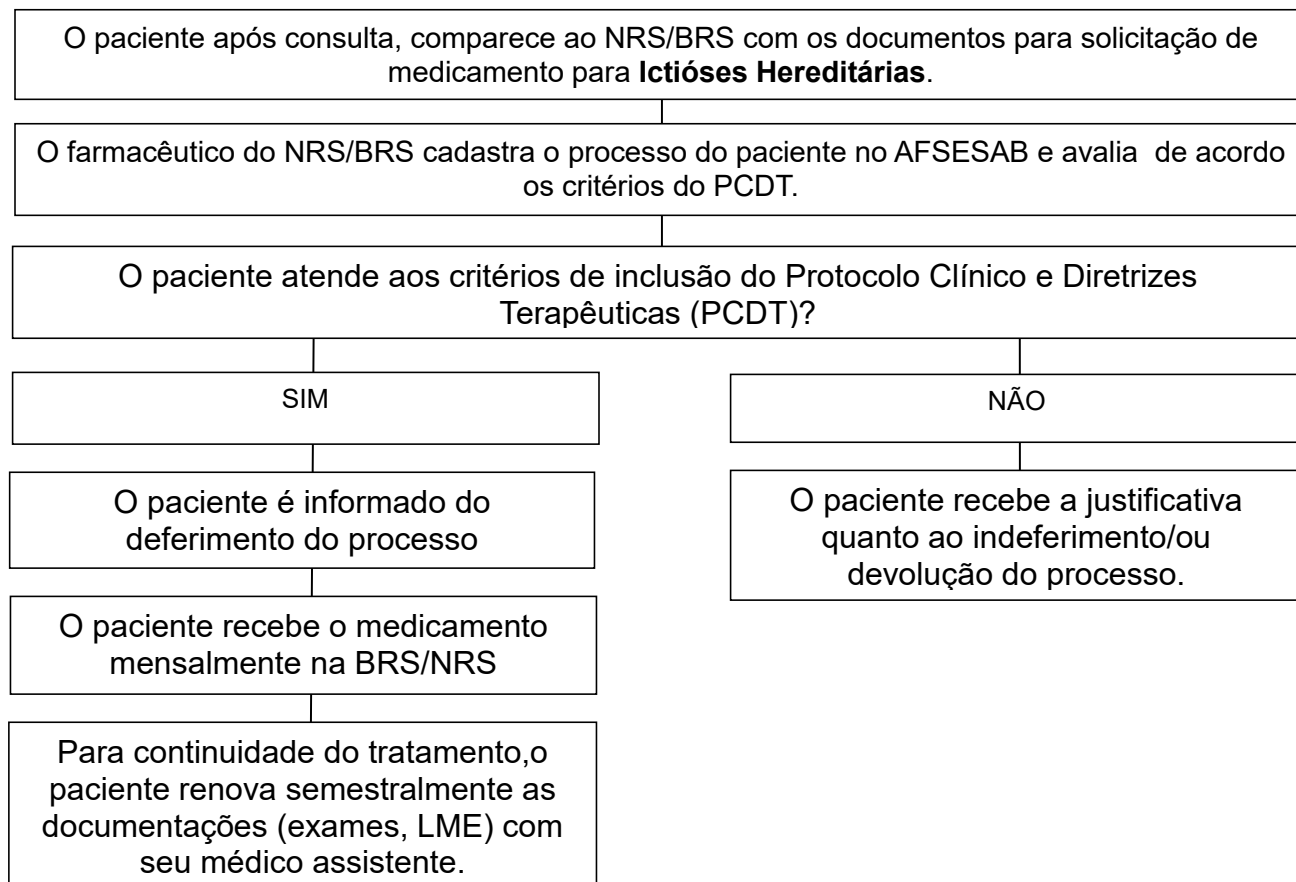 O paciente após consulta, comparece ao NRS/BRS com os documentos para solicitação de
medicamento para Ictióses Hereditárias.
O farmacêutico do NRS/BRS cadastra o processo do paciente no AFSESAB e avalia de acordo
os critérios do PCDT.
O paciente atende aos critérios de inclusão do Protocolo Clínico e Diretrizes
Terapêuticas (PCDT)?
SIM
NÃO
O paciente é informado do
deferimento do processo
O paciente recebe a justificativa
quanto ao indeferimento/ou
devolução do processo.
O paciente recebe o medicamento
mensalmente na BRS/NRS
Para continuidade do tratamento,o
paciente renova semestralmente as
documentações (exames, LME) com
seu médico assistente.